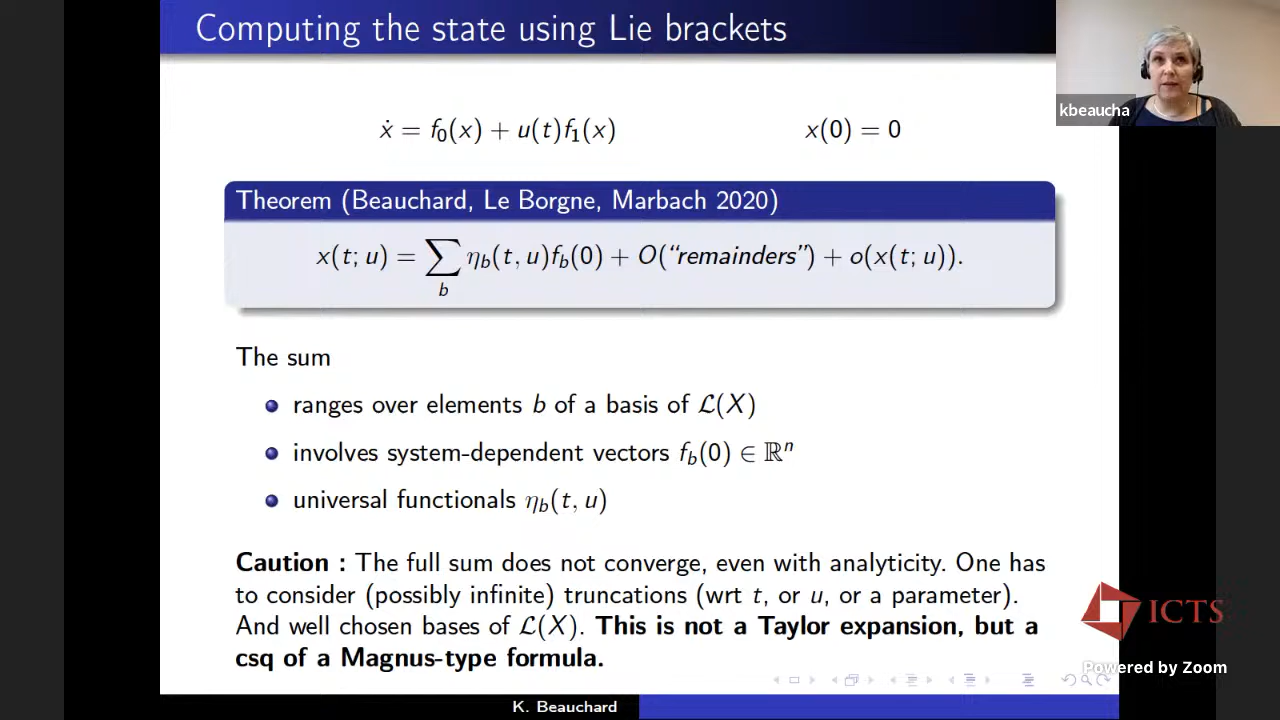 Computing the state using Lie brackets
kbeaucha
ẋ = f₀(x) + u(t)f₁(x) x(0) = 0
Theorem (Beauchard, Le Borgne, Marbach 2020)
x(t; u) = ∑_b η_b(t, u)f_b(0) + O(“remainders”) + o(x(t; u)).
The sum
ranges over elements b of a basis of ℒ(X)
involves system-dependent vectors f_b(0) ∈ ℝⁿ
universal functionals η_b(t, u)
Caution : The full sum does not converge, even with analyticity. One has
to consider (possibly infinite) truncations (wrt t, or u, or a parameter).
And well chosen bases of ℒ(X). This is not a Taylor expansion, but a
csq of a Magnus-type formula.
ICTS
Powered by Zoom
K. Beauchard